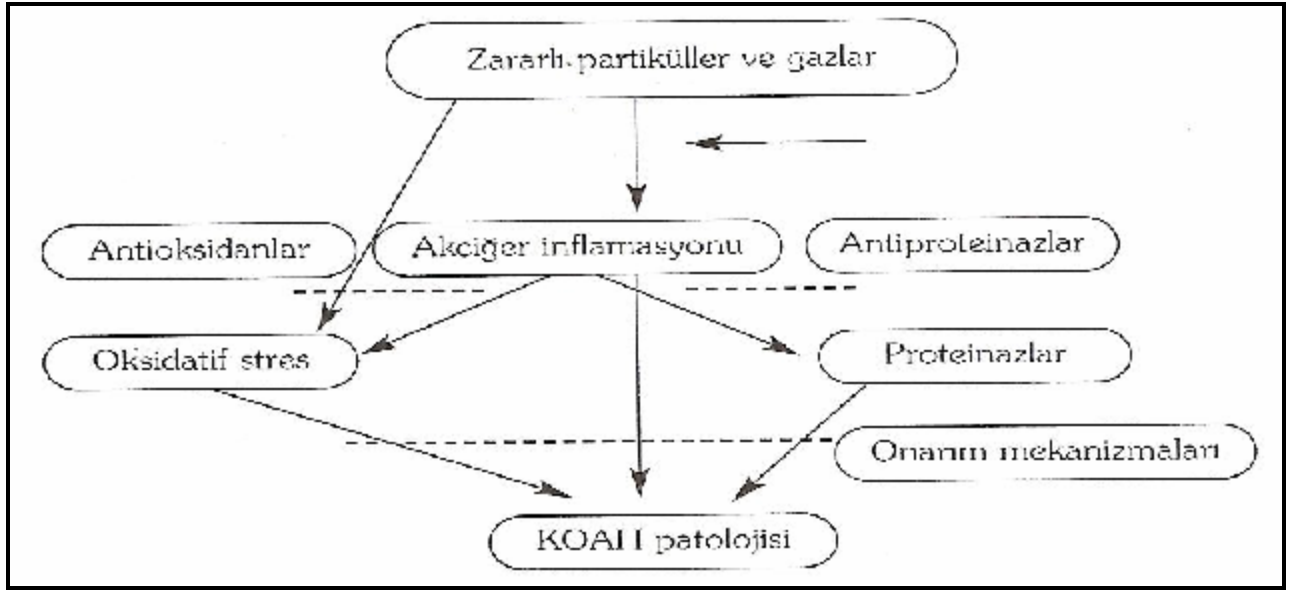 Zararlı partiküller ve gazlar
Antioksidanlar
Akciğer inflamasyonu
Antiproteinazlar
Oksidatif stres
Proteinazlar
Onarım mekanizmaları
KOAH patolojisi